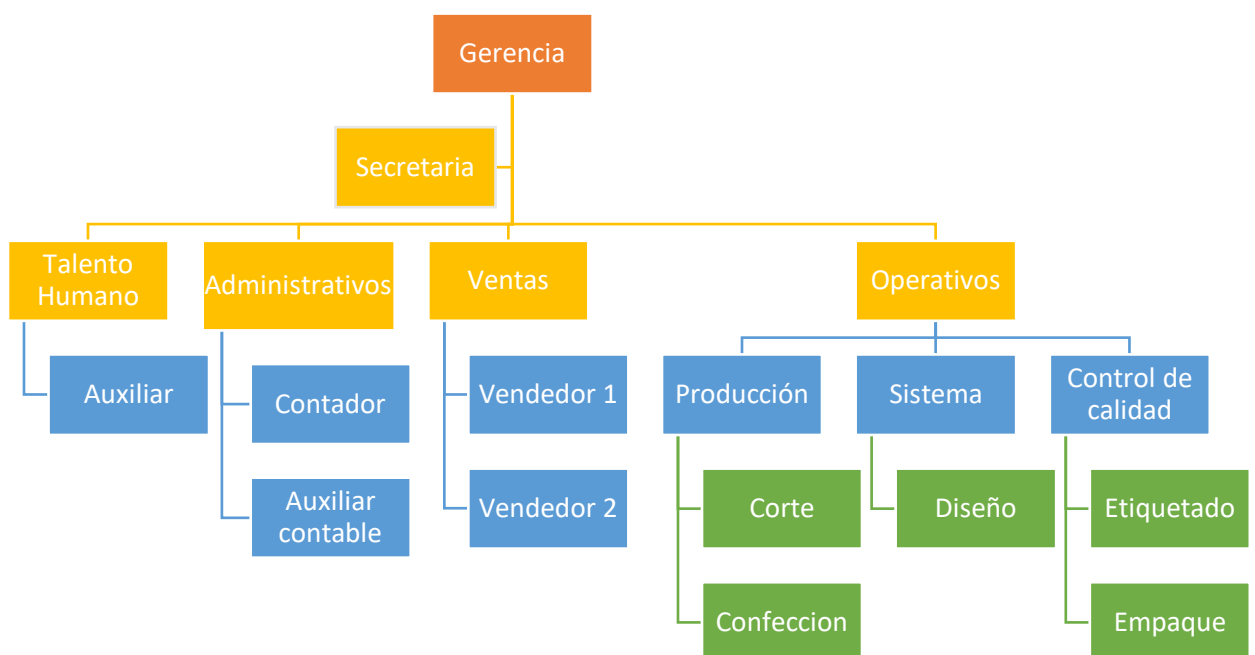 Gerencia
Secretaria
Talento
Humano
Administrativos
Ventas
Operativos
Auxiliar
Contador
Auxiliar
contable
Vendedor 1
Vendedor 2
Producción
Sistema
Control de
calidad
Corte
Confeccion
Diseño
Etiquetado
Empaque